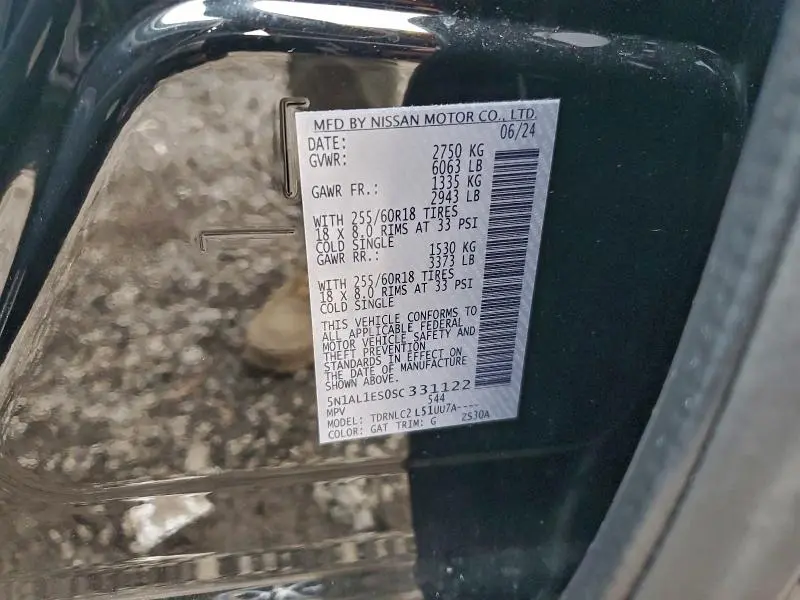 MFD BY NISSAN MOTOR CO., LTD.
DATE: 06/24
GVWR: 2750 KG
6063 LB
GAWR FR.: 1335 KG
2943 LB
WITH 255/60R18 TIRES
18 X 8.0 RIMS AT 33 PSI
COLD SINGLE
GAWR RR.: 1530 KG
3373 LB
WITH 255/60R18 TIRES
18 X 8.0 RIMS AT 33 PSI
COLD SINGLE
THIS VEHICLE CONFORMS TO
ALL APPLICABLE FEDERAL
MOTOR VEHICLE SAFETY AND
THEFT PREVENTION
STANDARDS IN EFFECT ON
THE DATE OF MANUFACTURE
SHOWN ABOVE.
5N1AL1ES0SC331122
MPV 544
MODEL: TDRNLC2 L51UU7A----
COLOR: GAT TRIM: G 2S30A